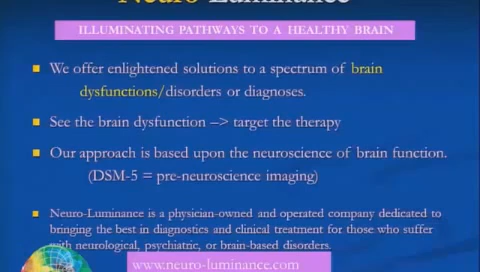 Neuro-Luminance
ILLUMINATING PATHWAYS TO A HEALTHY BRAIN
We offer enlightened solutions to a spectrum of brain
dysfunctions/disorders or diagnoses.
See the brain dysfunction –> target the therapy
Our approach is based upon the neuroscience of brain function.
(DSM-5 = pre-neuroscience imaging)
Neuro-Luminance is a physician-owned and operated company dedicated to
bringing the best in diagnostics and clinical treatment for those who suffer
with neurological, psychiatric, or brain-based disorders.
www.neuro-luminance.com